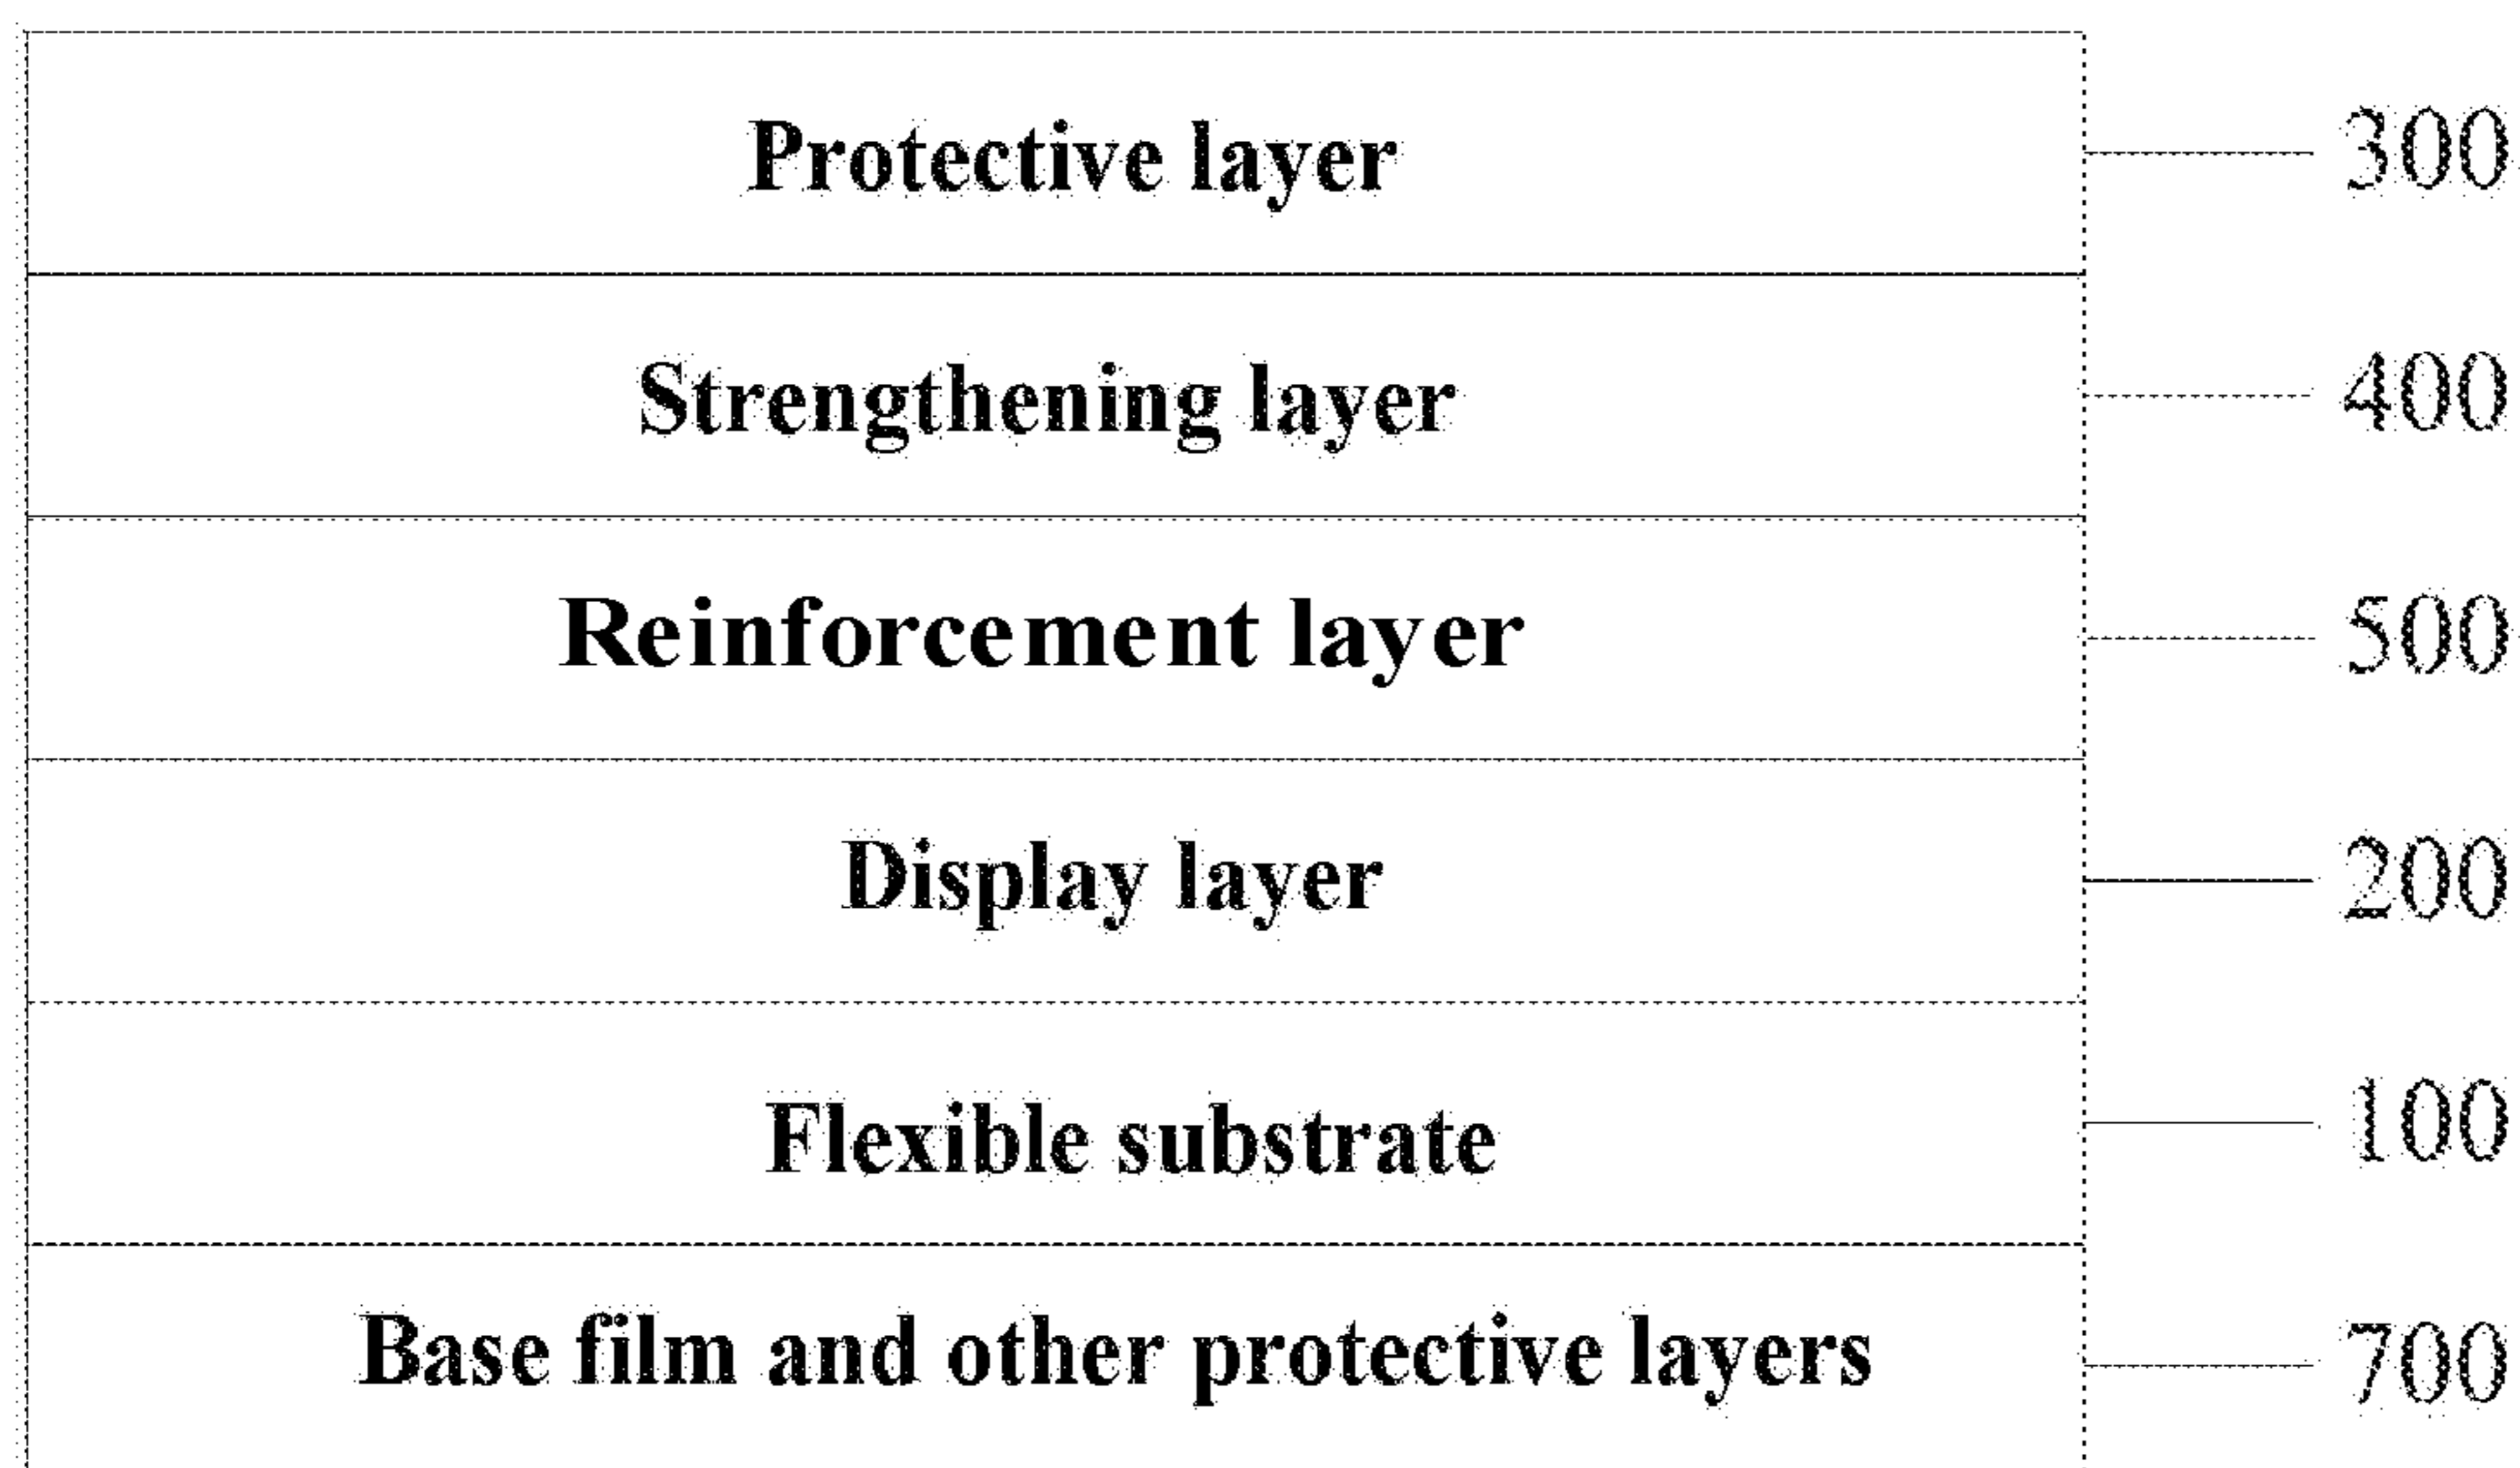 Protective layer 300
Strengthening layer 400
Reinforcement layer 500
Display layer 200
Flexible substrate 100
Base film and other protective layers 700